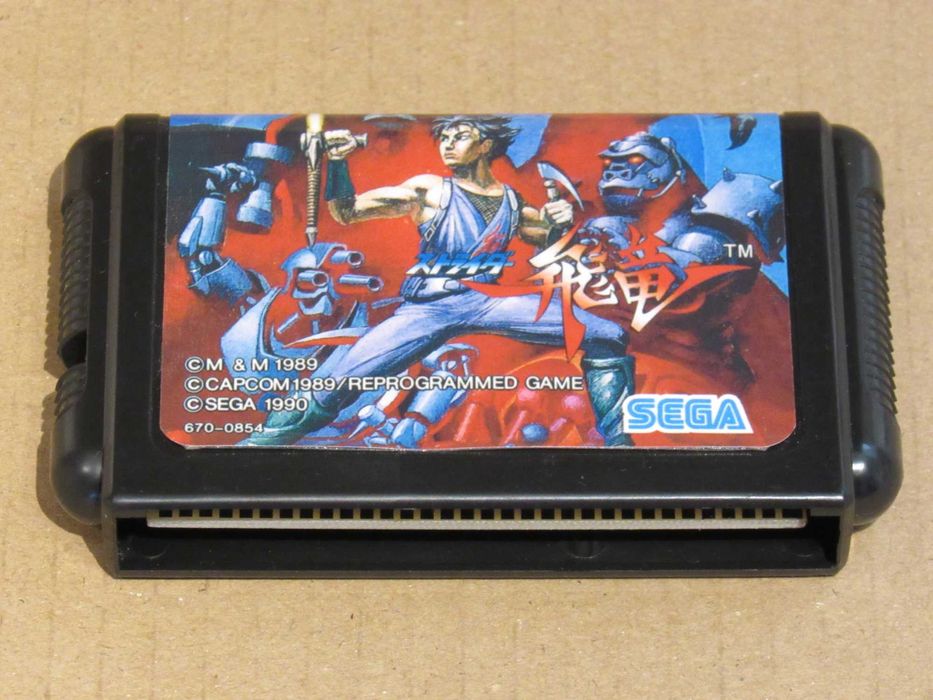 ストライダー 飛竜 TM
©M & M 1989
©CAPCOM 1989/REPROGRAMMED GAME
©SEGA 1990
670-0854
SEGA